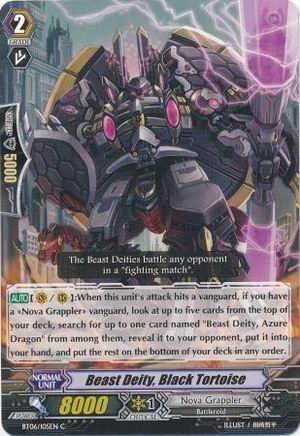 2
5000
The Beast Deities battle any opponent
in a "fighting match".
AUTO [V/R]:When this unit's attack hits a vanguard, if you have
a «Nova Grappler» vanguard, look at up to five cards from the top of
your deck, search for up to one card named "Beast Deity, Azure
Dragon" from among them, reveal it to your opponent, put it into
your hand, and put the rest on the bottom of your deck in any order.
NORMAL UNIT
Beast Deity, Black Tortoise
8000
1
CRITICAL
Nova Grappler
Battleroid
BT06/105EN C
ILLUST /